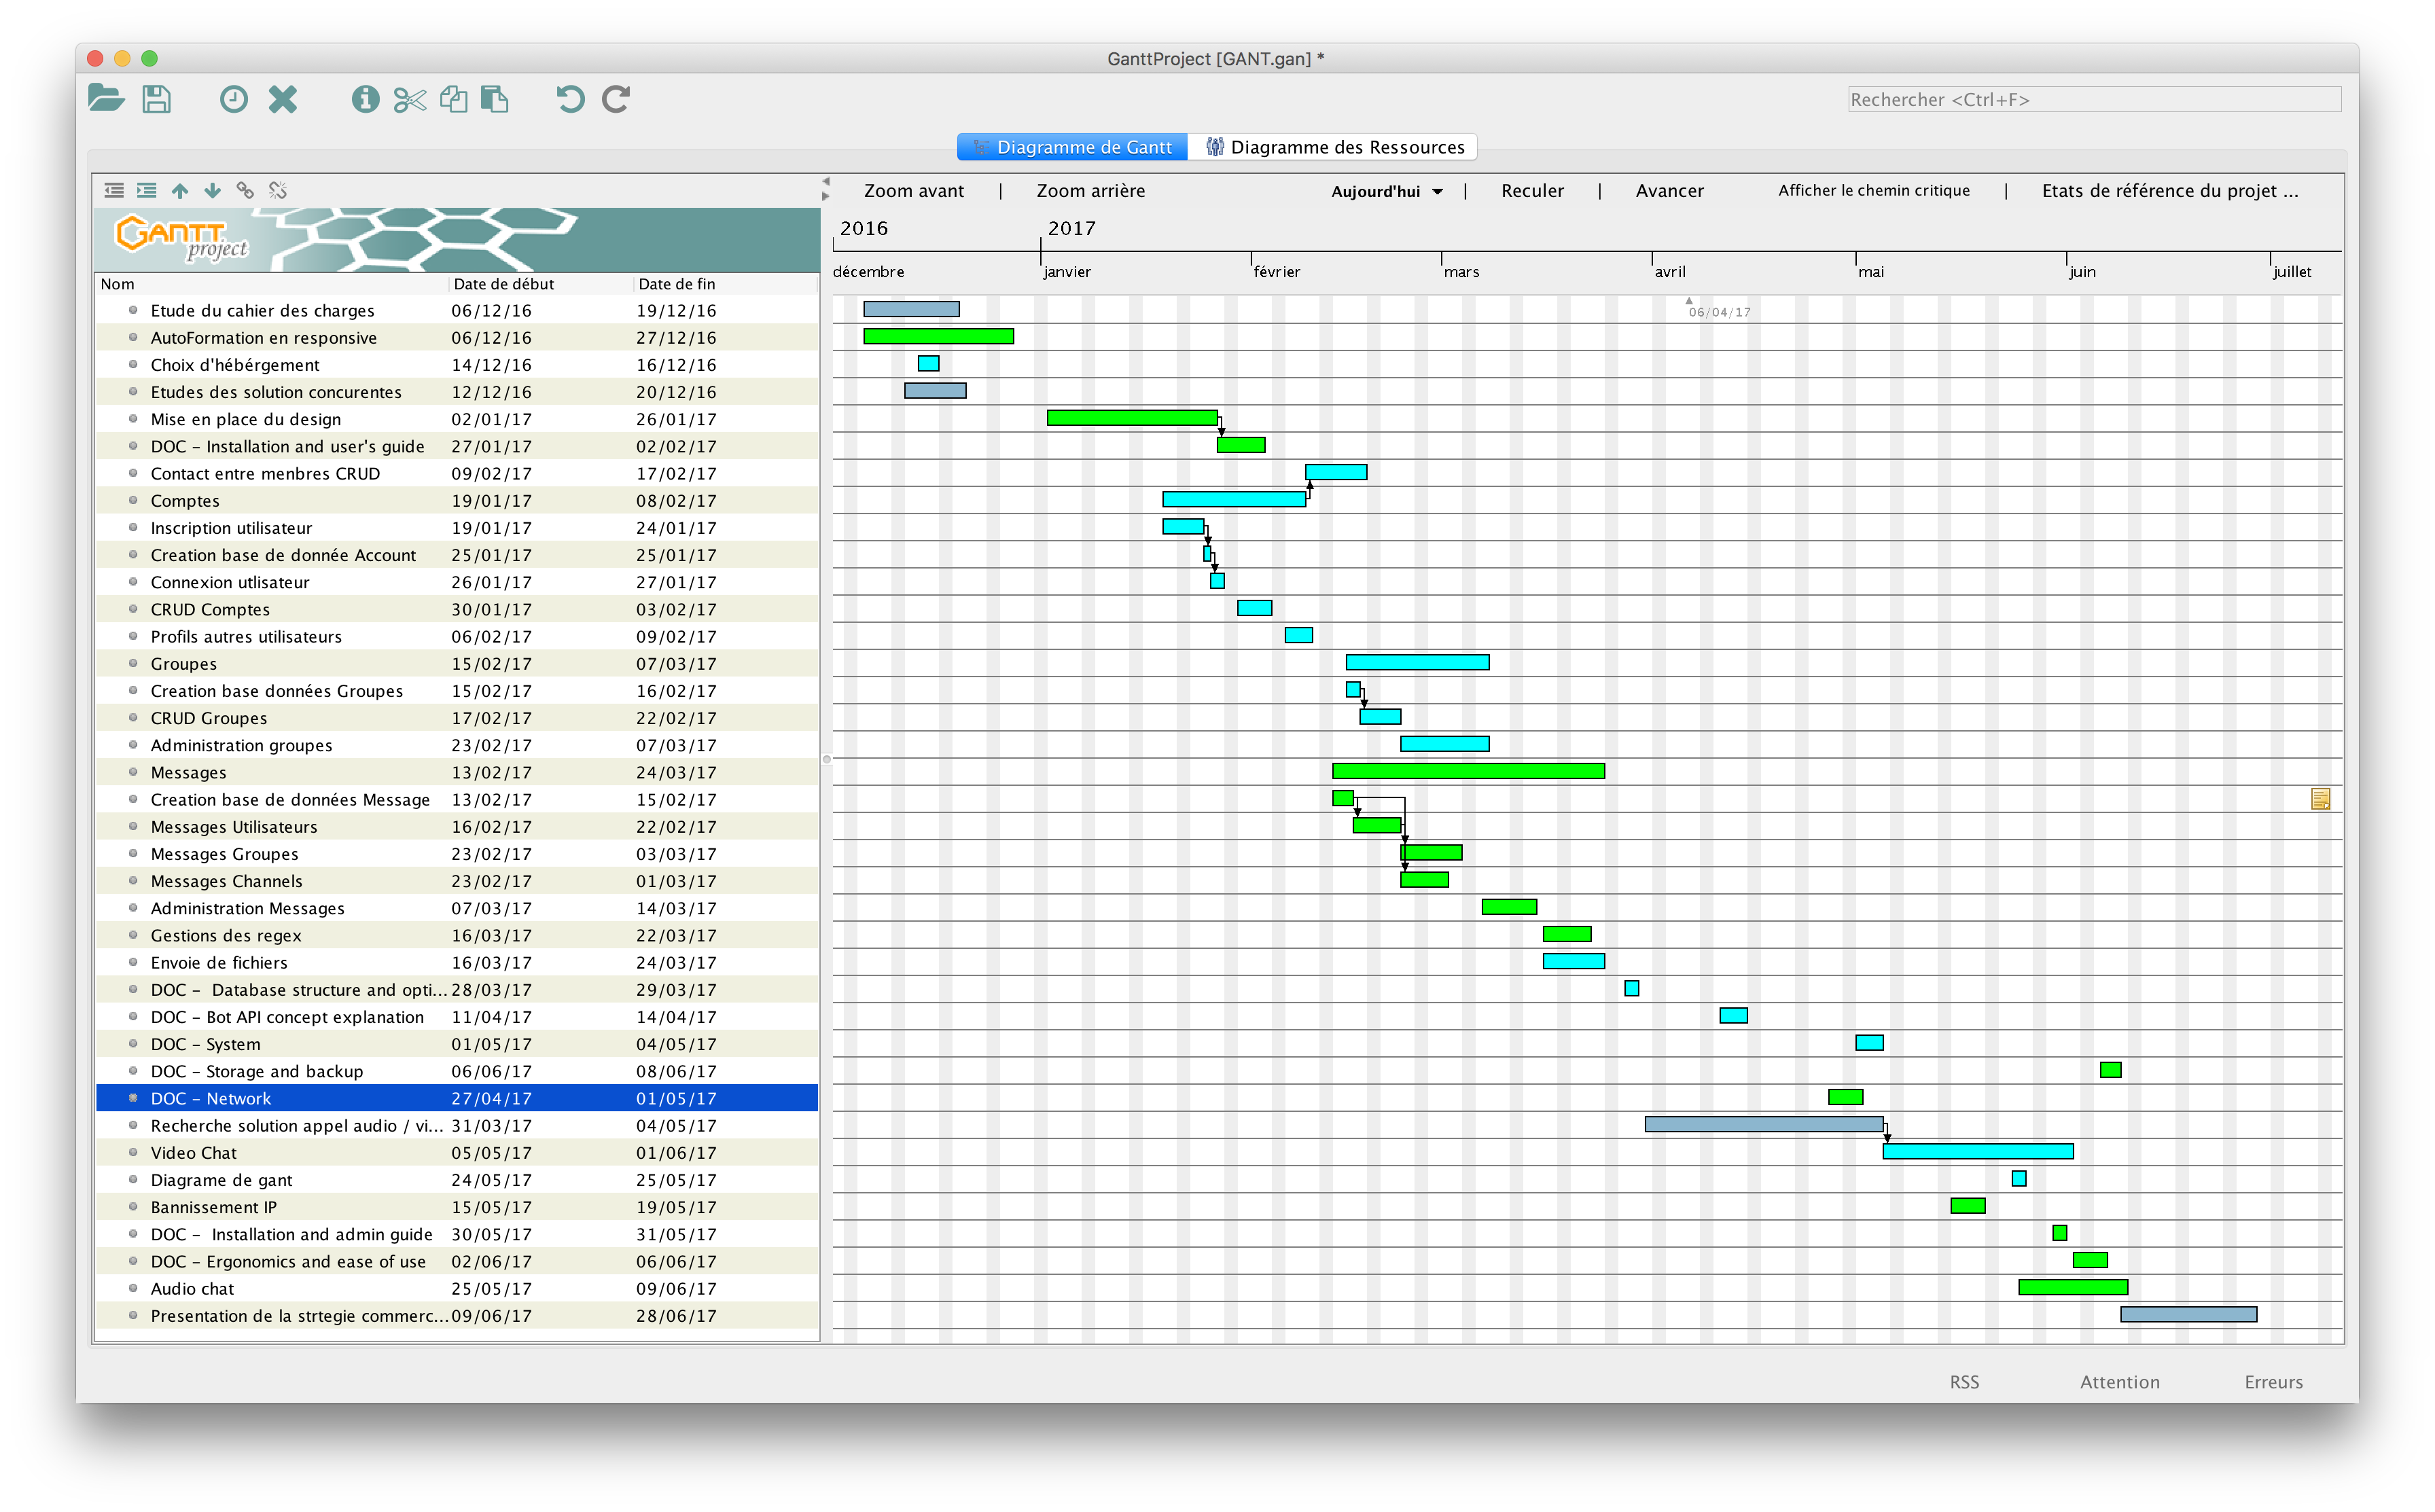 GanttProject [GANT.gan] *
Rechercher <Ctrl+F>
Diagramme de Gantt
Diagramme des Ressources
Zoom avant | Zoom arrière Aujourd'hui | Reculer | Avancer Afficher le chemin critique | Etats de référence du projet ...
GANTT project
2016 2017
décembre janvier février mars avril mai juin juillet
Nom Date de début Date de fin
Etude du cahier des charges 06/12/16 19/12/16
06/04/17
AutoFormation en responsive 06/12/16 27/12/16
Choix d'hébérgement 14/12/16 16/12/16
Etudes des solution concurentes 12/12/16 20/12/16
Mise en place du design 02/01/17 26/01/17
DOC - Installation and user's guide 27/01/17 02/02/17
Contact entre menbres CRUD 09/02/17 17/02/17
Comptes 19/01/17 08/02/17
Inscription utilisateur 19/01/17 24/01/17
Creation base de donnée Account 25/01/17 25/01/17
Connexion utlisateur 26/01/17 27/01/17
CRUD Comptes 30/01/17 03/02/17
Profils autres utilisateurs 06/02/17 09/02/17
Groupes 15/02/17 07/03/17
Creation base données Groupes 15/02/17 16/02/17
CRUD Groupes 17/02/17 22/02/17
Administration groupes 23/02/17 07/03/17
Messages 13/02/17 24/03/17
Creation base de données Message 13/02/17 15/02/17
Messages Utilisateurs 16/02/17 22/02/17
Messages Groupes 23/02/17 03/03/17
Messages Channels 23/02/17 01/03/17
Administration Messages 07/03/17 14/03/17
Gestions des regex 16/03/17 22/03/17
Envoie de fichiers 16/03/17 24/03/17
DOC -  Database structure and opti... 28/03/17 29/03/17
DOC - Bot API concept explanation 11/04/17 14/04/17
DOC - System 01/05/17 04/05/17
DOC - Storage and backup 06/06/17 08/06/17
DOC - Network 27/04/17 01/05/17
Recherche solution appel audio / vi... 31/03/17 04/05/17
Video Chat 05/05/17 01/06/17
Diagrame de gant 24/05/17 25/05/17
Bannissement IP 15/05/17 19/05/17
DOC -  Installation and admin guide 30/05/17 31/05/17
DOC - Ergonomics and ease of use 02/06/17 06/06/17
Audio chat 25/05/17 09/06/17
Presentation de la strtegie commerc... 09/06/17 28/06/17
RSS Attention Erreurs